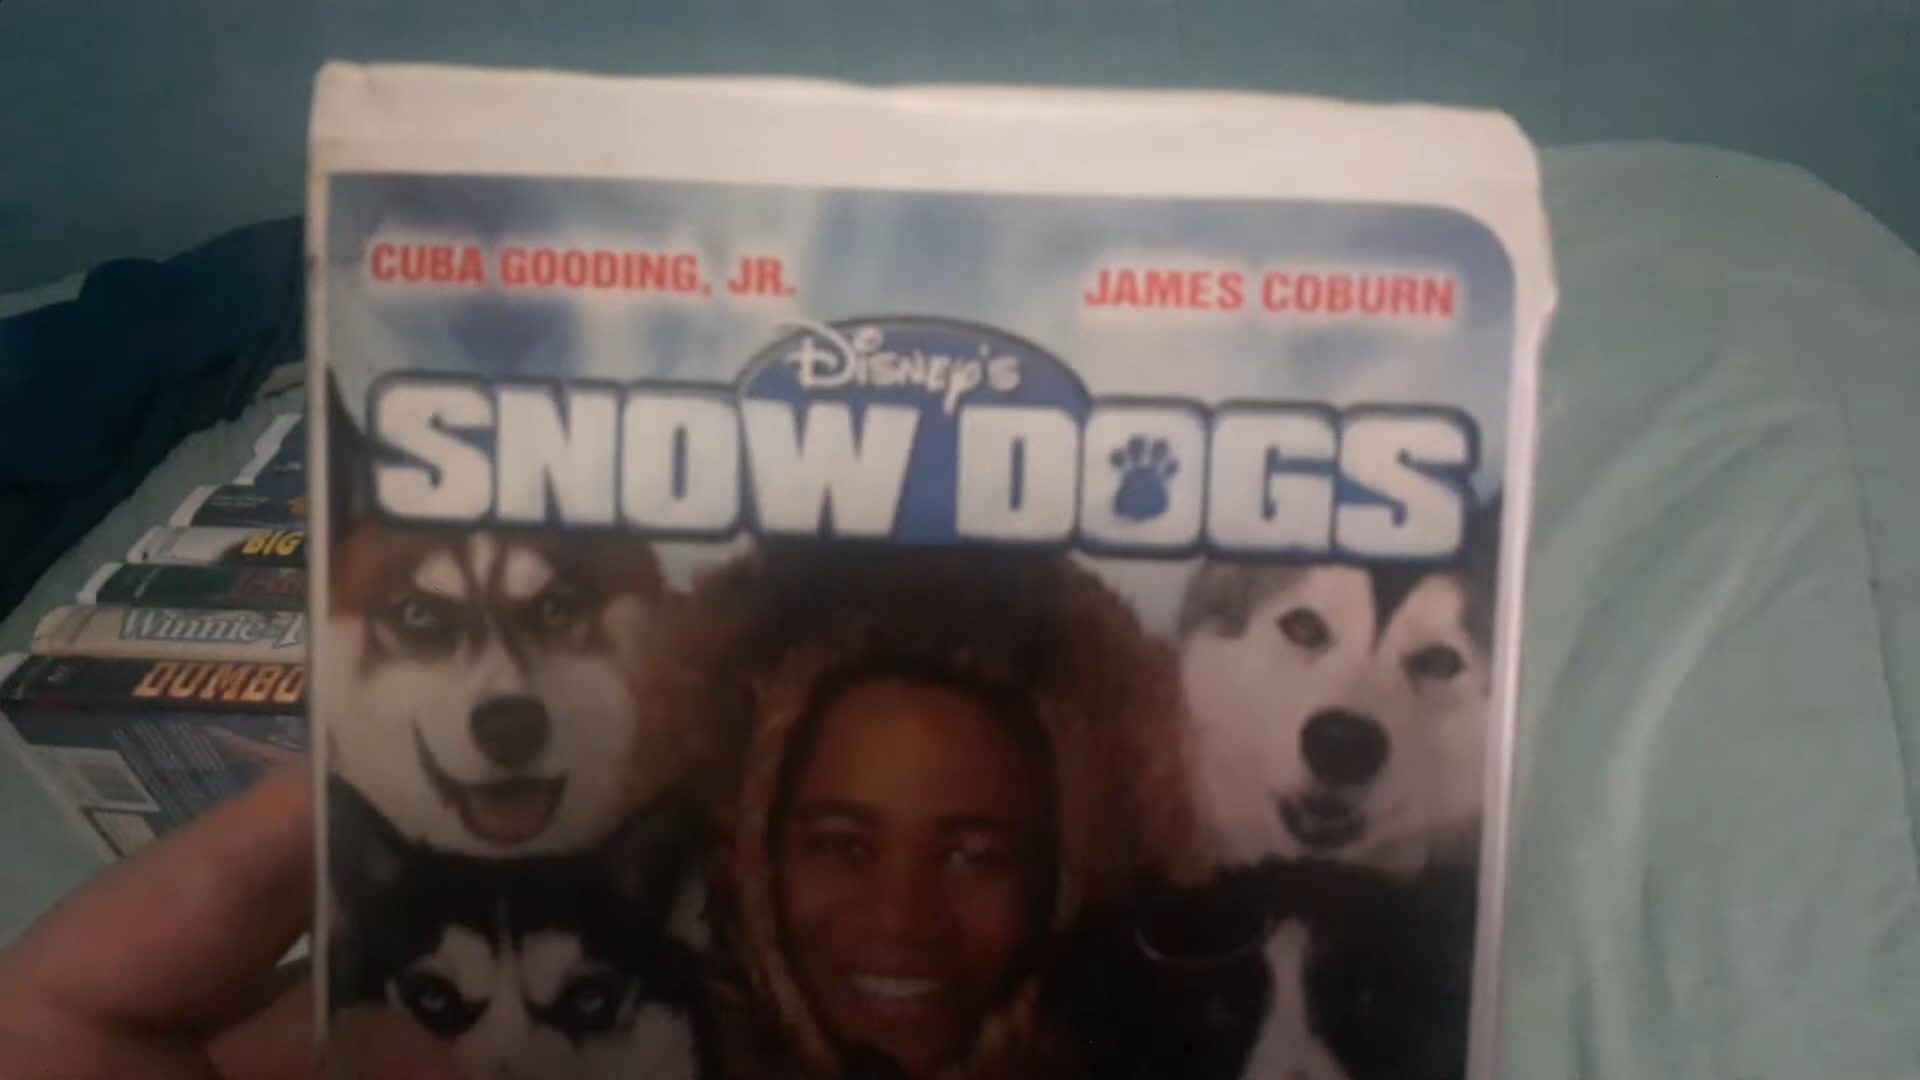 CUBA GOODING, JR.
JAMES COBURN
DISNEY'S
SNOW DOGS
BIG
Winnie
DUMBO